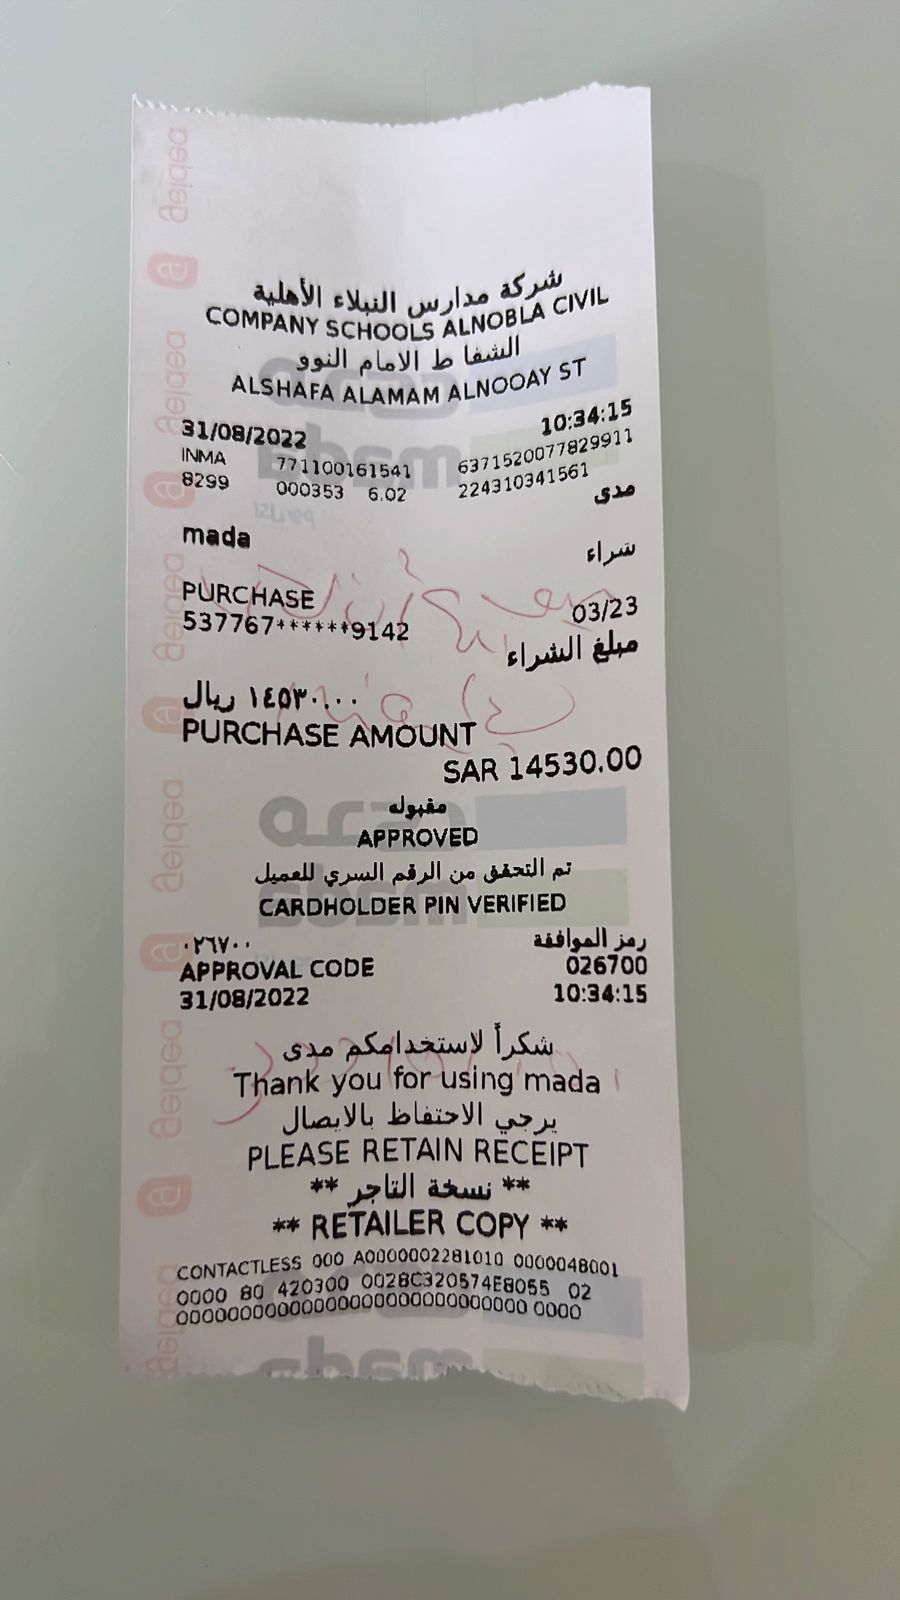 شركة مدارس النبلاء الأهلية
COMPANY SCHOOLS ALNOBLA CIVIL
الشفا ط الامام النوو
ALSHAFA ALAMAM ALNOOAY ST
31/08/2022 10:34:15
INMA 771100161541 6371520077829911
8299 000353 6.02 224310341561
مدى
mada
شراء
PURCHASE 03/23
537767******9142
مبلغ الشراء
١٤٥٣٠.٠٠ ريال
PURCHASE AMOUNT
SAR 14530.00
مقبوله
APPROVED
تم التحقق من الرقم السري للعميل
CARDHOLDER PIN VERIFIED
رمز الموافقة ٠٢٦٧٠٠
APPROVAL CODE 026700
31/08/2022 10:34:15
شكراً لاستخدامكم مدى
Thank you for using mada
يرجي الاحتفاظ بالايصال
PLEASE RETAIN RECEIPT
** نسخة التاجر **
** RETAILER COPY **
CONTACTLESS 000 A0000002281010 0000048001
0000 80 420300 0028C320574E8055 02
00000000000000000000000000000000 0000
geidea